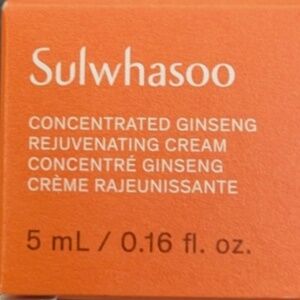 Sulwhasoo
CONCENTRATED GINSENG
REJUVENATING CREAM
CONCENTRÉ GINSENG
CRÈME RAJEUNISSANTE
5 mL / 0.16 fl. oz.